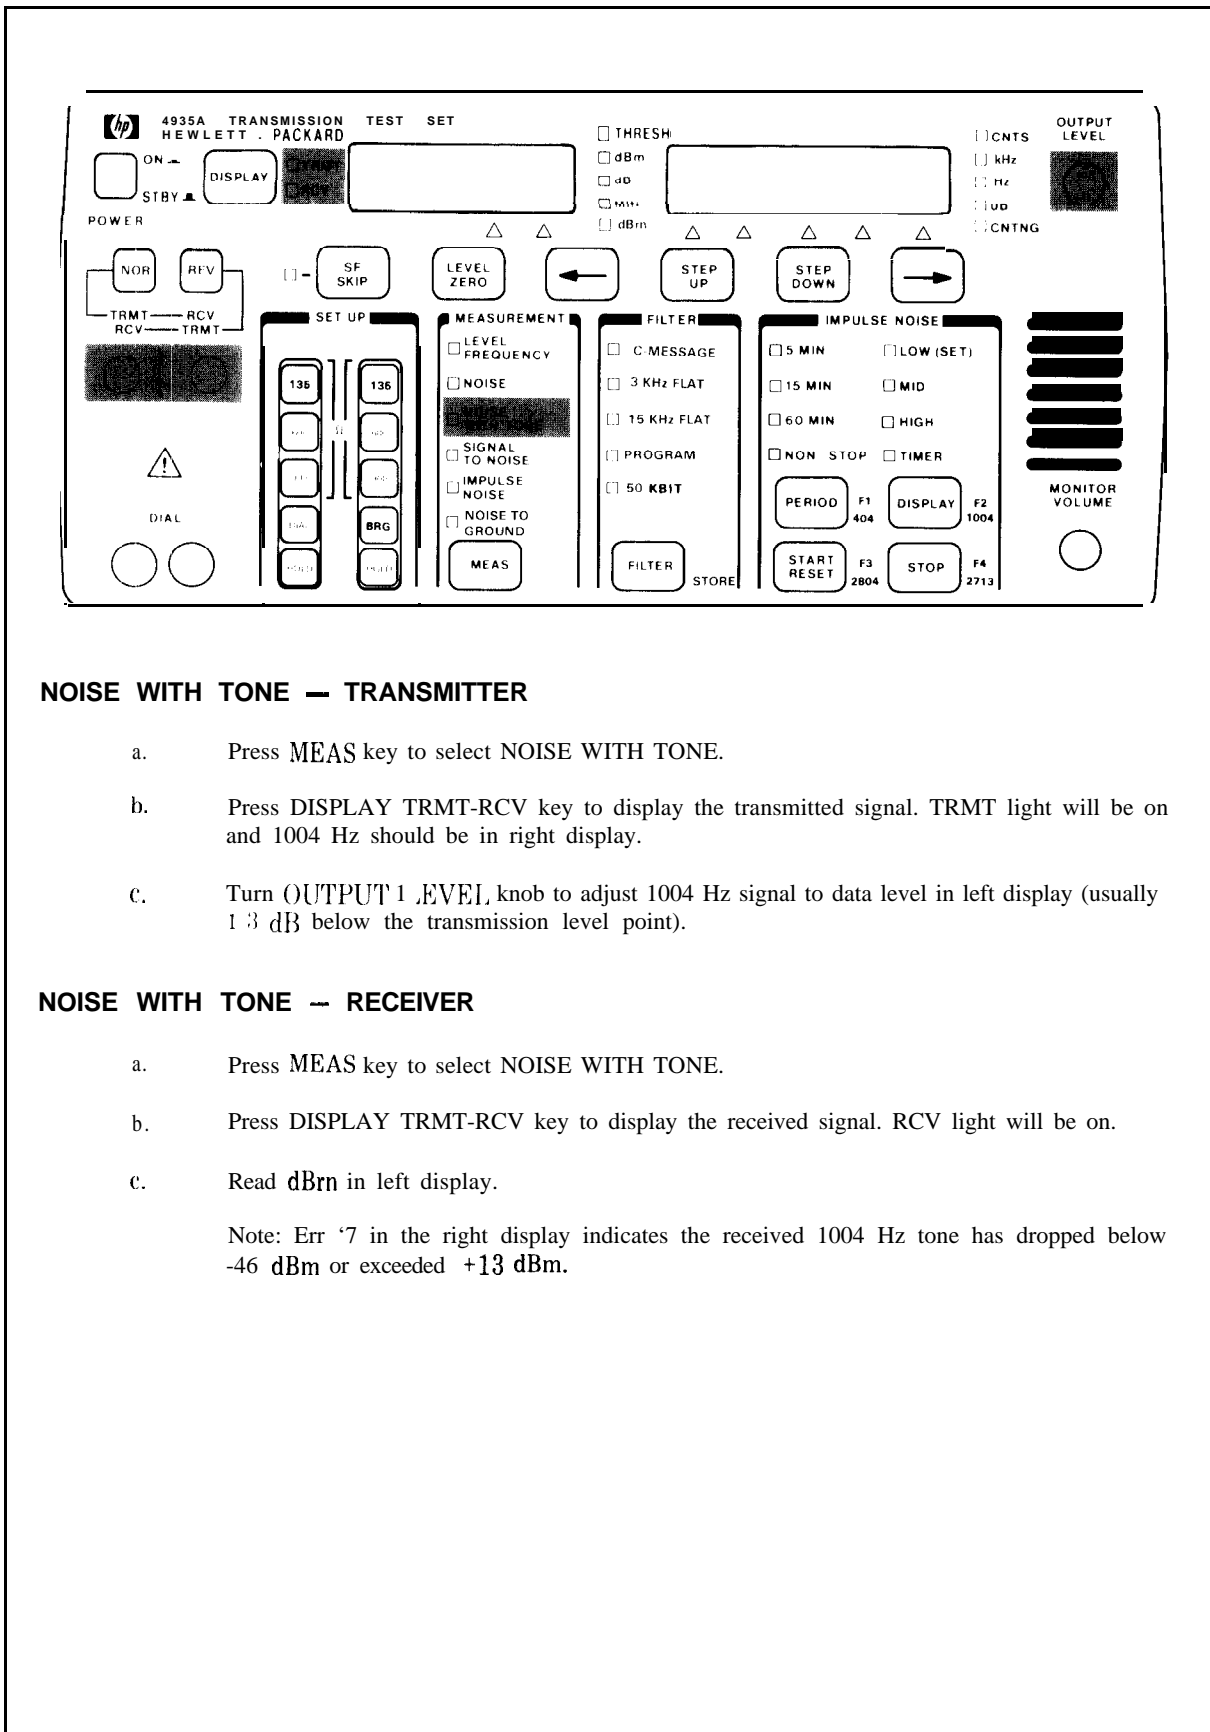 hp 4935A TRANSMISSION TEST SET
HEWLETT . PACKARD
ON
STBY
POWER
DISPLAY
THRESH
dBm
dB
dBrn
CNTS
kHz
Hz
CNTNG
OUTPUT
LEVEL
NOR REV
TRMT RCV
RCV TRMT
SF
SKIP
LEVEL
ZERO
STEP
UP
STEP
DOWN
DIAL
SET UP
135 135
BRG
MEASUREMENT
LEVEL
FREQUENCY
NOISE
SIGNAL
TO NOISE
IMPULSE
NOISE
NOISE TO
GROUND
MEAS
FILTER
C-MESSAGE
3 KHz FLAT
15 KHz FLAT
PROGRAM
50 KBIT
FILTER
STORE
IMPULSE NOISE
5 MIN LOW (SET)
15 MIN MID
60 MIN HIGH
NON STOP TIMER
PERIOD F1 DISPLAY F2
404 1004
START F3 STOP F4
RESET 2804 2713
MONITOR
VOLUME
NOISE WITH TONE — TRANSMITTER
a. Press MEAS key to select NOISE WITH TONE.
b. Press DISPLAY TRMT-RCV key to display the transmitted signal. TRMT light will be on
and 1004 Hz should be in right display.
c. Turn OUTPUT LEVEL knob to adjust 1004 Hz signal to data level in left display (usually
13 dB below the transmission level point).
NOISE WITH TONE — RECEIVER
a. Press MEAS key to select NOISE WITH TONE.
b. Press DISPLAY TRMT-RCV key to display the received signal. RCV light will be on.
c. Read dBrn in left display.
Note: Err ‘7 in the right display indicates the received 1004 Hz tone has dropped below
-46 dBm or exceeded +13 dBm.